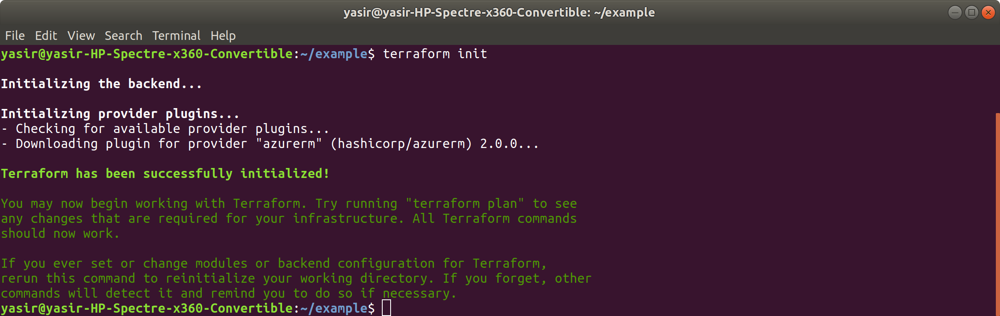 yasir@yasir-HP-Spectre-x360-Convertible: ~/example
File Edit View Search Terminal Help
yasir@yasir-HP-Spectre-x360-Convertible:~/example$ terraform init
Initializing the backend...
Initializing provider plugins...
- Checking for available provider plugins...
- Downloading plugin for provider "azurerm" (hashicorp/azurerm) 2.0.0...
Terraform has been successfully initialized!
You may now begin working with Terraform. Try running "terraform plan" to see
any changes that are required for your infrastructure. All Terraform commands
should now work.
If you ever set or change modules or backend configuration for Terraform,
rerun this command to reinitialize your working directory. If you forget, other
commands will detect it and remind you to do so if necessary.
yasir@yasir-HP-Spectre-x360-Convertible:~/example$